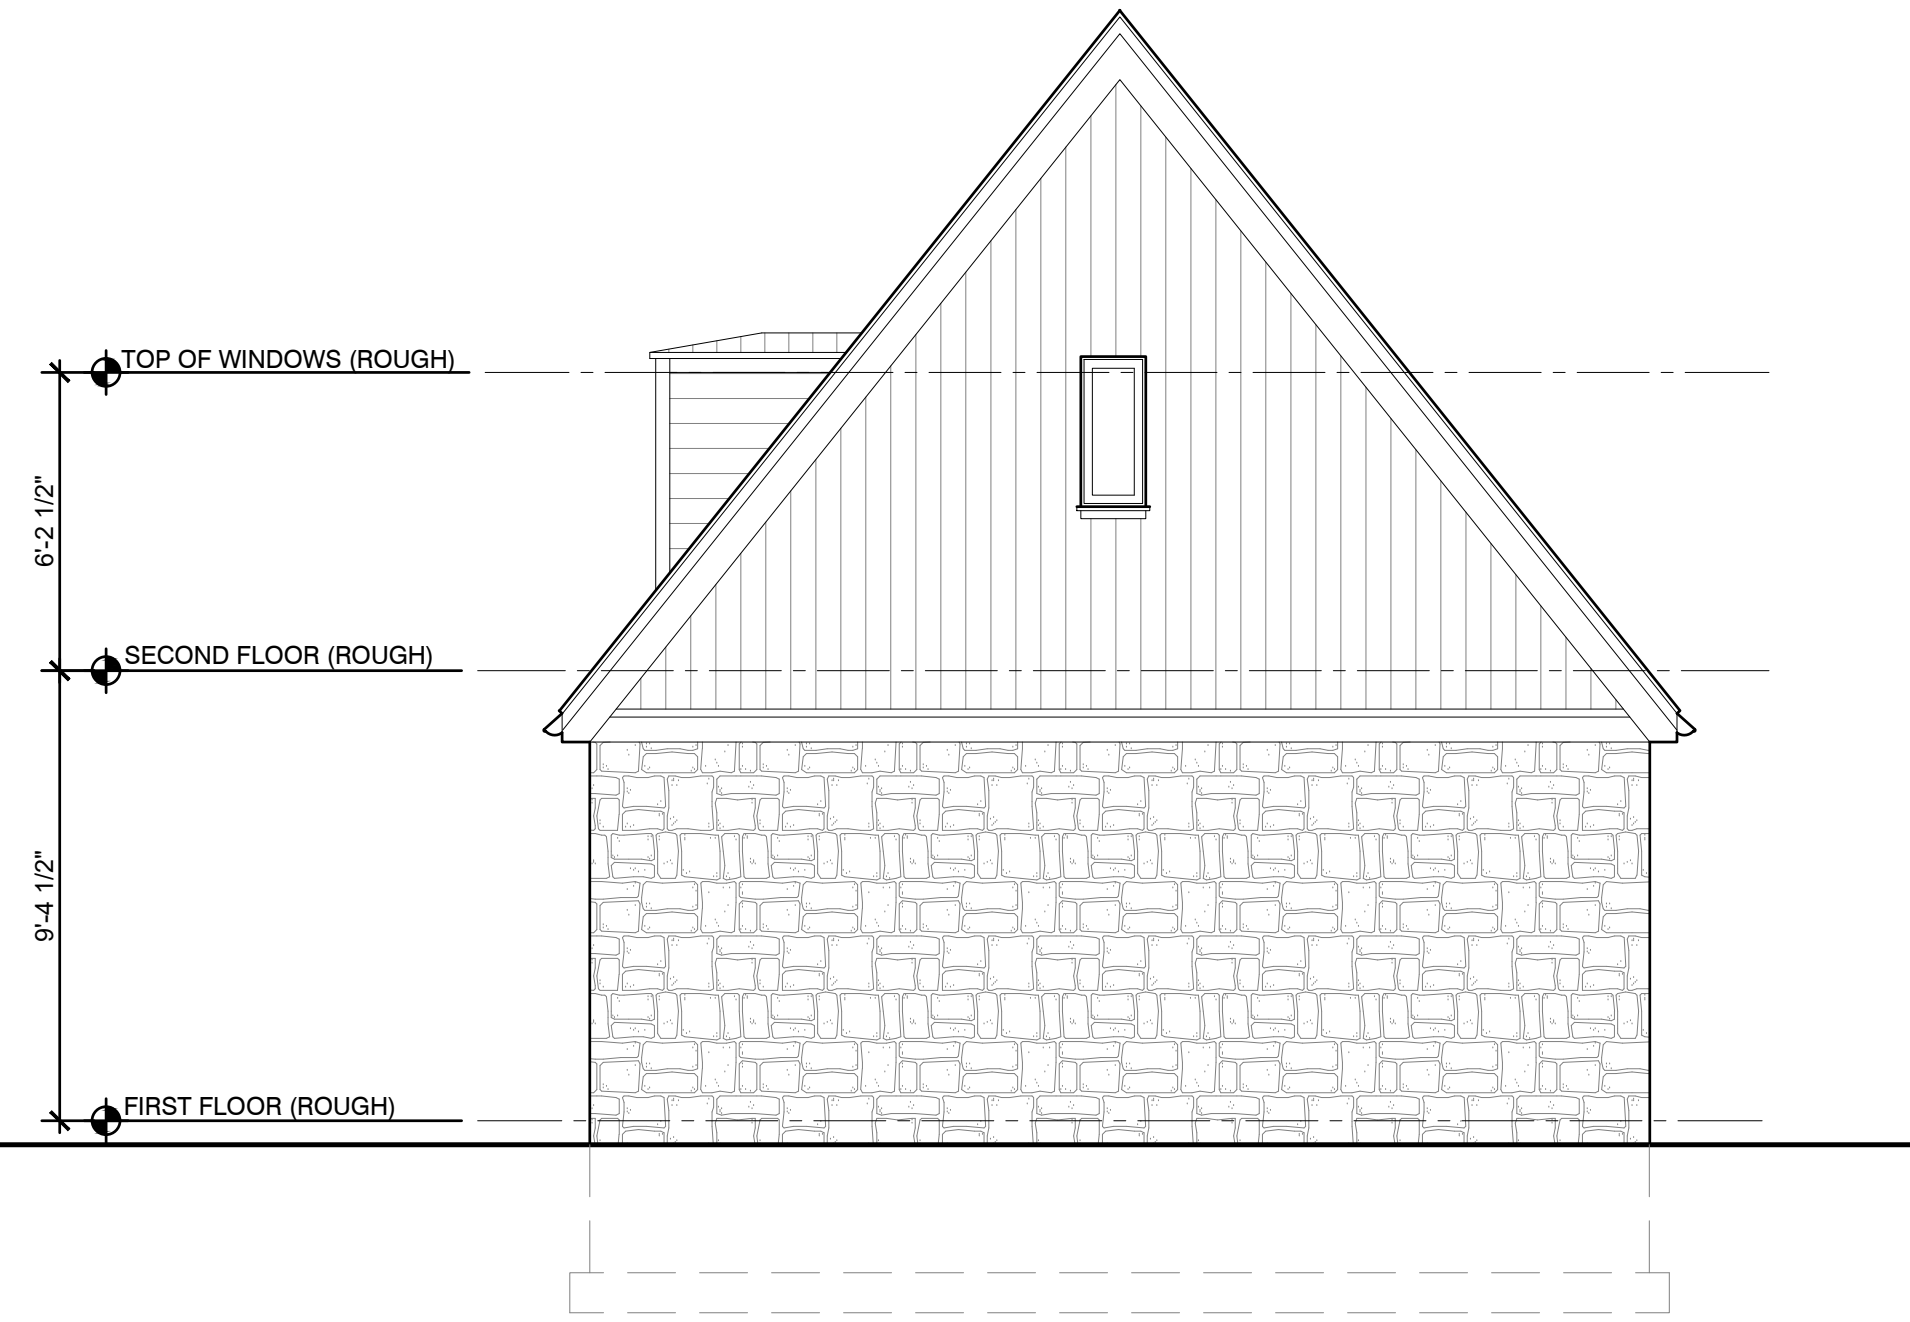 TOP OF WINDOWS (ROUGH)
6'-2 1/2"
SECOND FLOOR (ROUGH)
9'-4 1/2"
FIRST FLOOR (ROUGH)